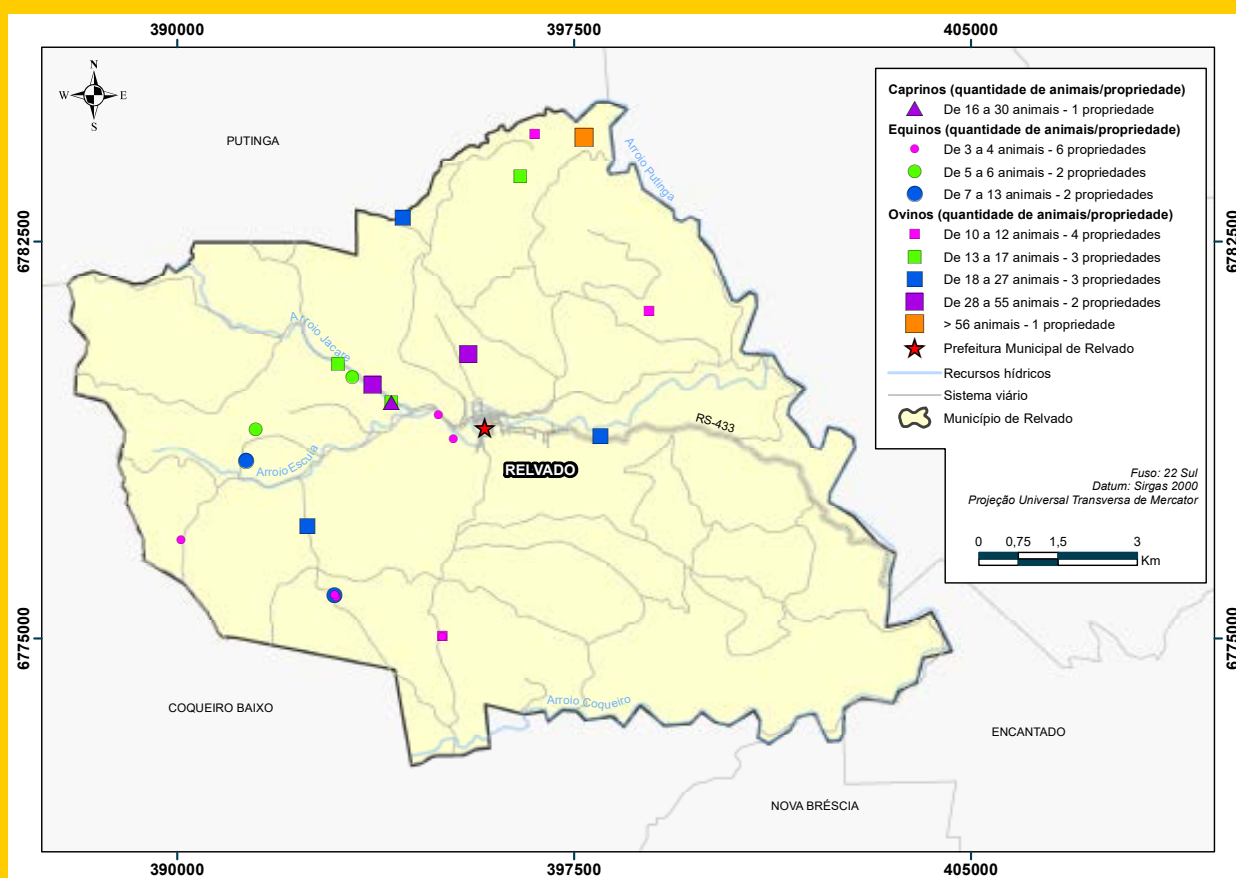 390000
397500
405000
N
W
E
S
PUTINGA
Arroio Putinga
Caprinos (quantidade de animais/propriedade)
De 16 a 30 animais - 1 propriedade
Equinos (quantidade de animais/propriedade)
De 3 a 4 animais - 6 propriedades
De 5 a 6 animais - 2 propriedades
De 7 a 13 animais - 2 propriedades
Ovinos (quantidade de animais/propriedade)
De 10 a 12 animais - 4 propriedades
De 13 a 17 animais - 3 propriedades
De 18 a 27 animais - 3 propriedades
De 28 a 55 animais - 2 propriedades
> 56 animais - 1 propriedade
Prefeitura Municipal de Relvado
Recursos hídricos
Sistema viário
Município de Relvado
Fuso: 22 Sul
Datum: Sirgas 2000
Projeção Universal Transversa de Mercator
0 0,75 1,5 3
Km
6782500
6782500
Arroio Jacaré
RS-433
Arroio Escuta
RELVADO
6775000
6775000
COQUEIRO BAIXO
Arroio Coqueiro
ENCANTADO
NOVA BRÉSCIA
390000
397500
405000